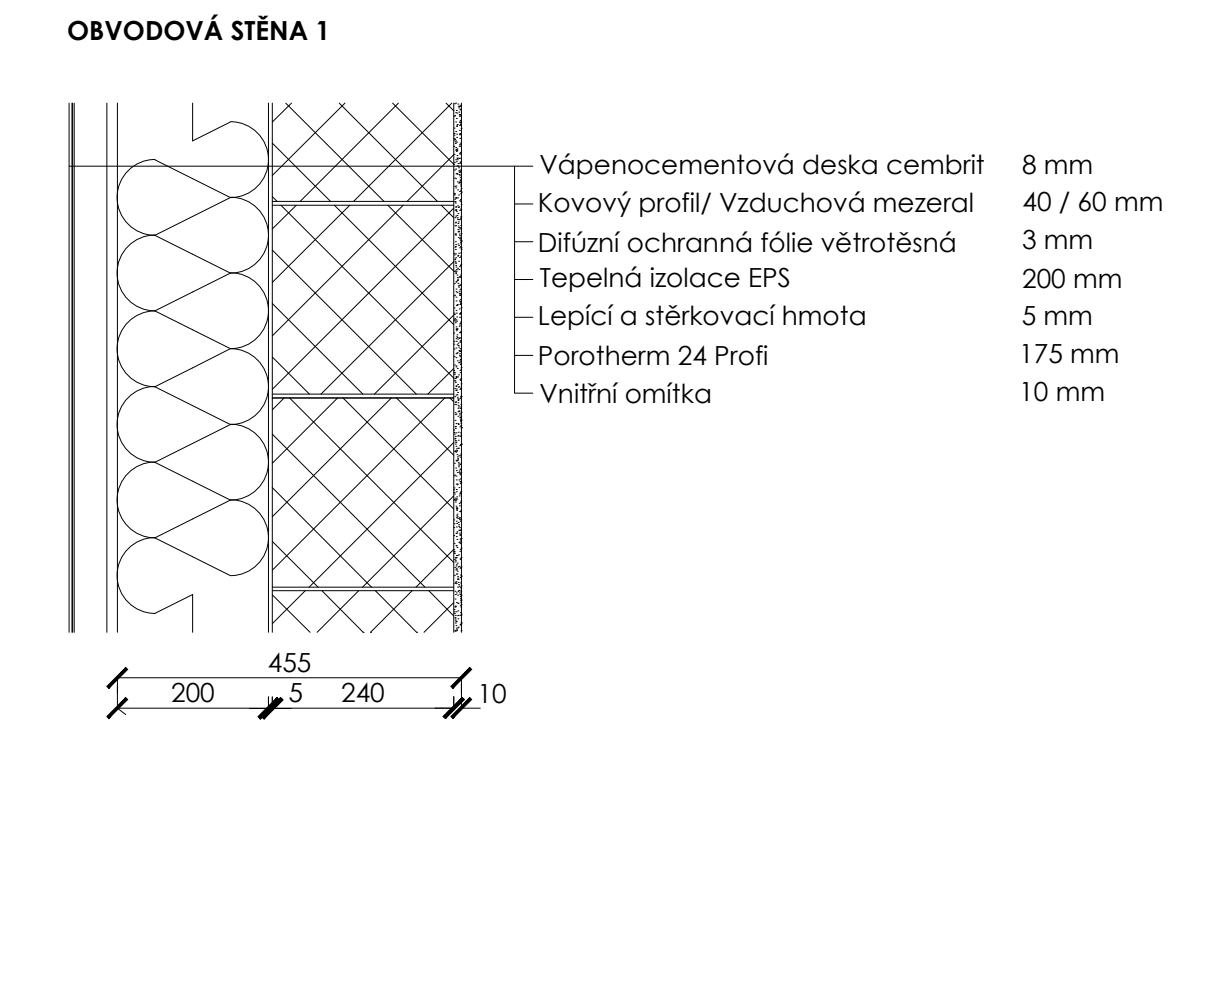 OBVODOVÁ STĚNA 1
Vápenocementová deska cembrit 8 mm
Kovový profil/ Vzduchová mezeral 40 / 60 mm
Difúzní ochranná fólie větrotěsná 3 mm
Tepelná izolace EPS 200 mm
Lepící a stěrkovací hmota 5 mm
Porotherm 24 Profi 175 mm
Vnitřní omítka 10 mm
455
200 5 240 10